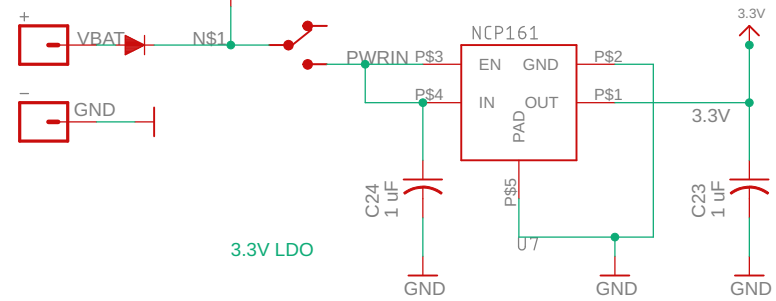 +
VBAT
N$1
−
GND
3.3V LDO
PWRIN
P$3
P$4
NCP161
EN
GND
IN
OUT
PAD
P$2
P$1
P$5
U7
C24
1 uF
GND
GND
3.3V
3.3V
C23
1 uF
GND